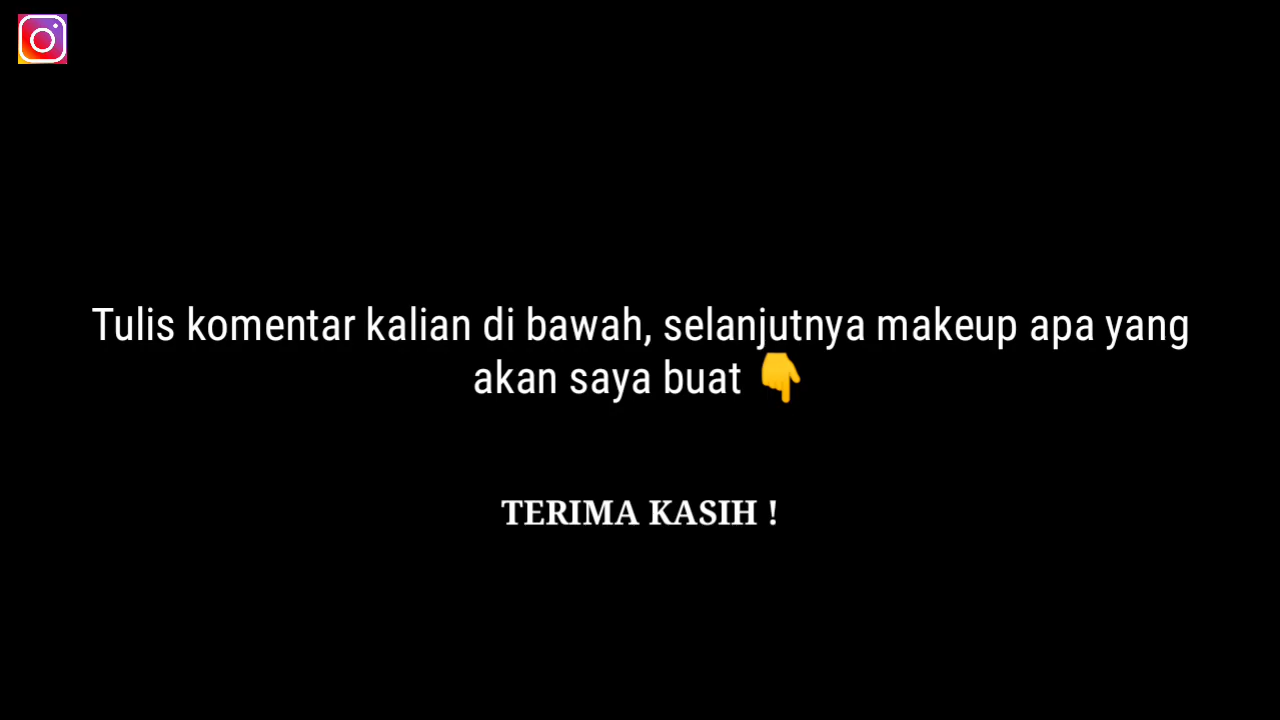 Tulis komentar kalian di bawah, selanjutnya makeup apa yang
akan saya buat 👇
TERIMA KASIH !